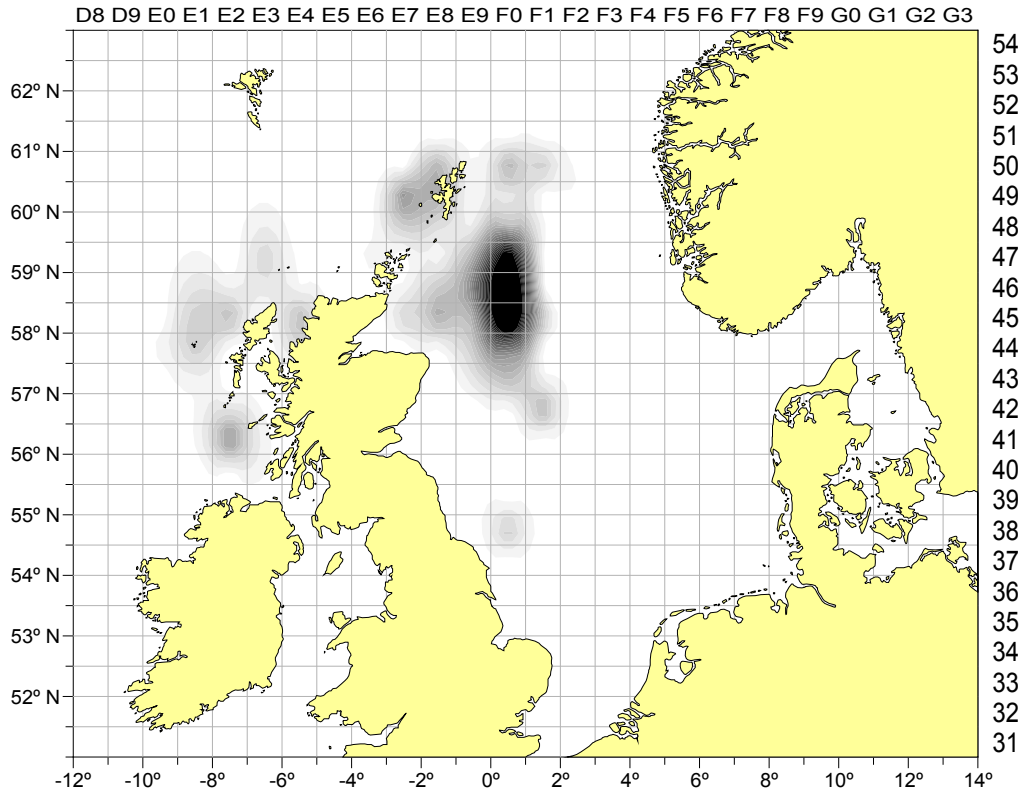 D8 D9 E0 E1 E2 E3 E4 E5 E6 E7 E8 E9 F0 F1 F2 F3 F4 F5 F6 F7 F8 F9 G0 G1 G2 G3
54
62º N 53
52
51
61º N
50
60º N 49
48
59º N 47
46
58º N 45
44
57º N 43
42
56º N 41
40
55º N 39
38
54º N 37
36
53º N 35
34
52º N 33
32
31
-12º -10º -8º -6º -4º -2º 0º 2º 4º 6º 8º 10º 12º 14º